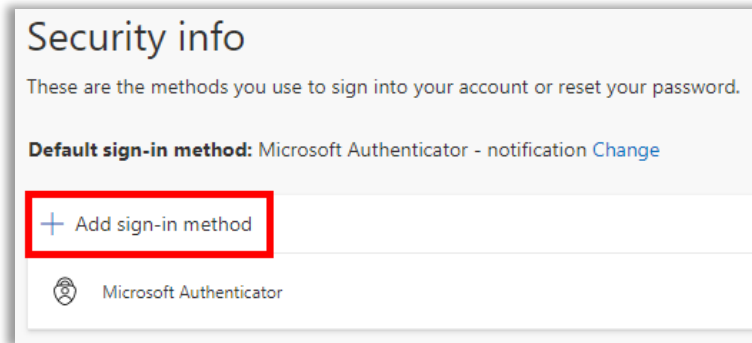 Security info
These are the methods you use to sign into your account or reset your password.
Default sign-in method: Microsoft Authenticator - notification Change
Add sign-in method
Microsoft Authenticator